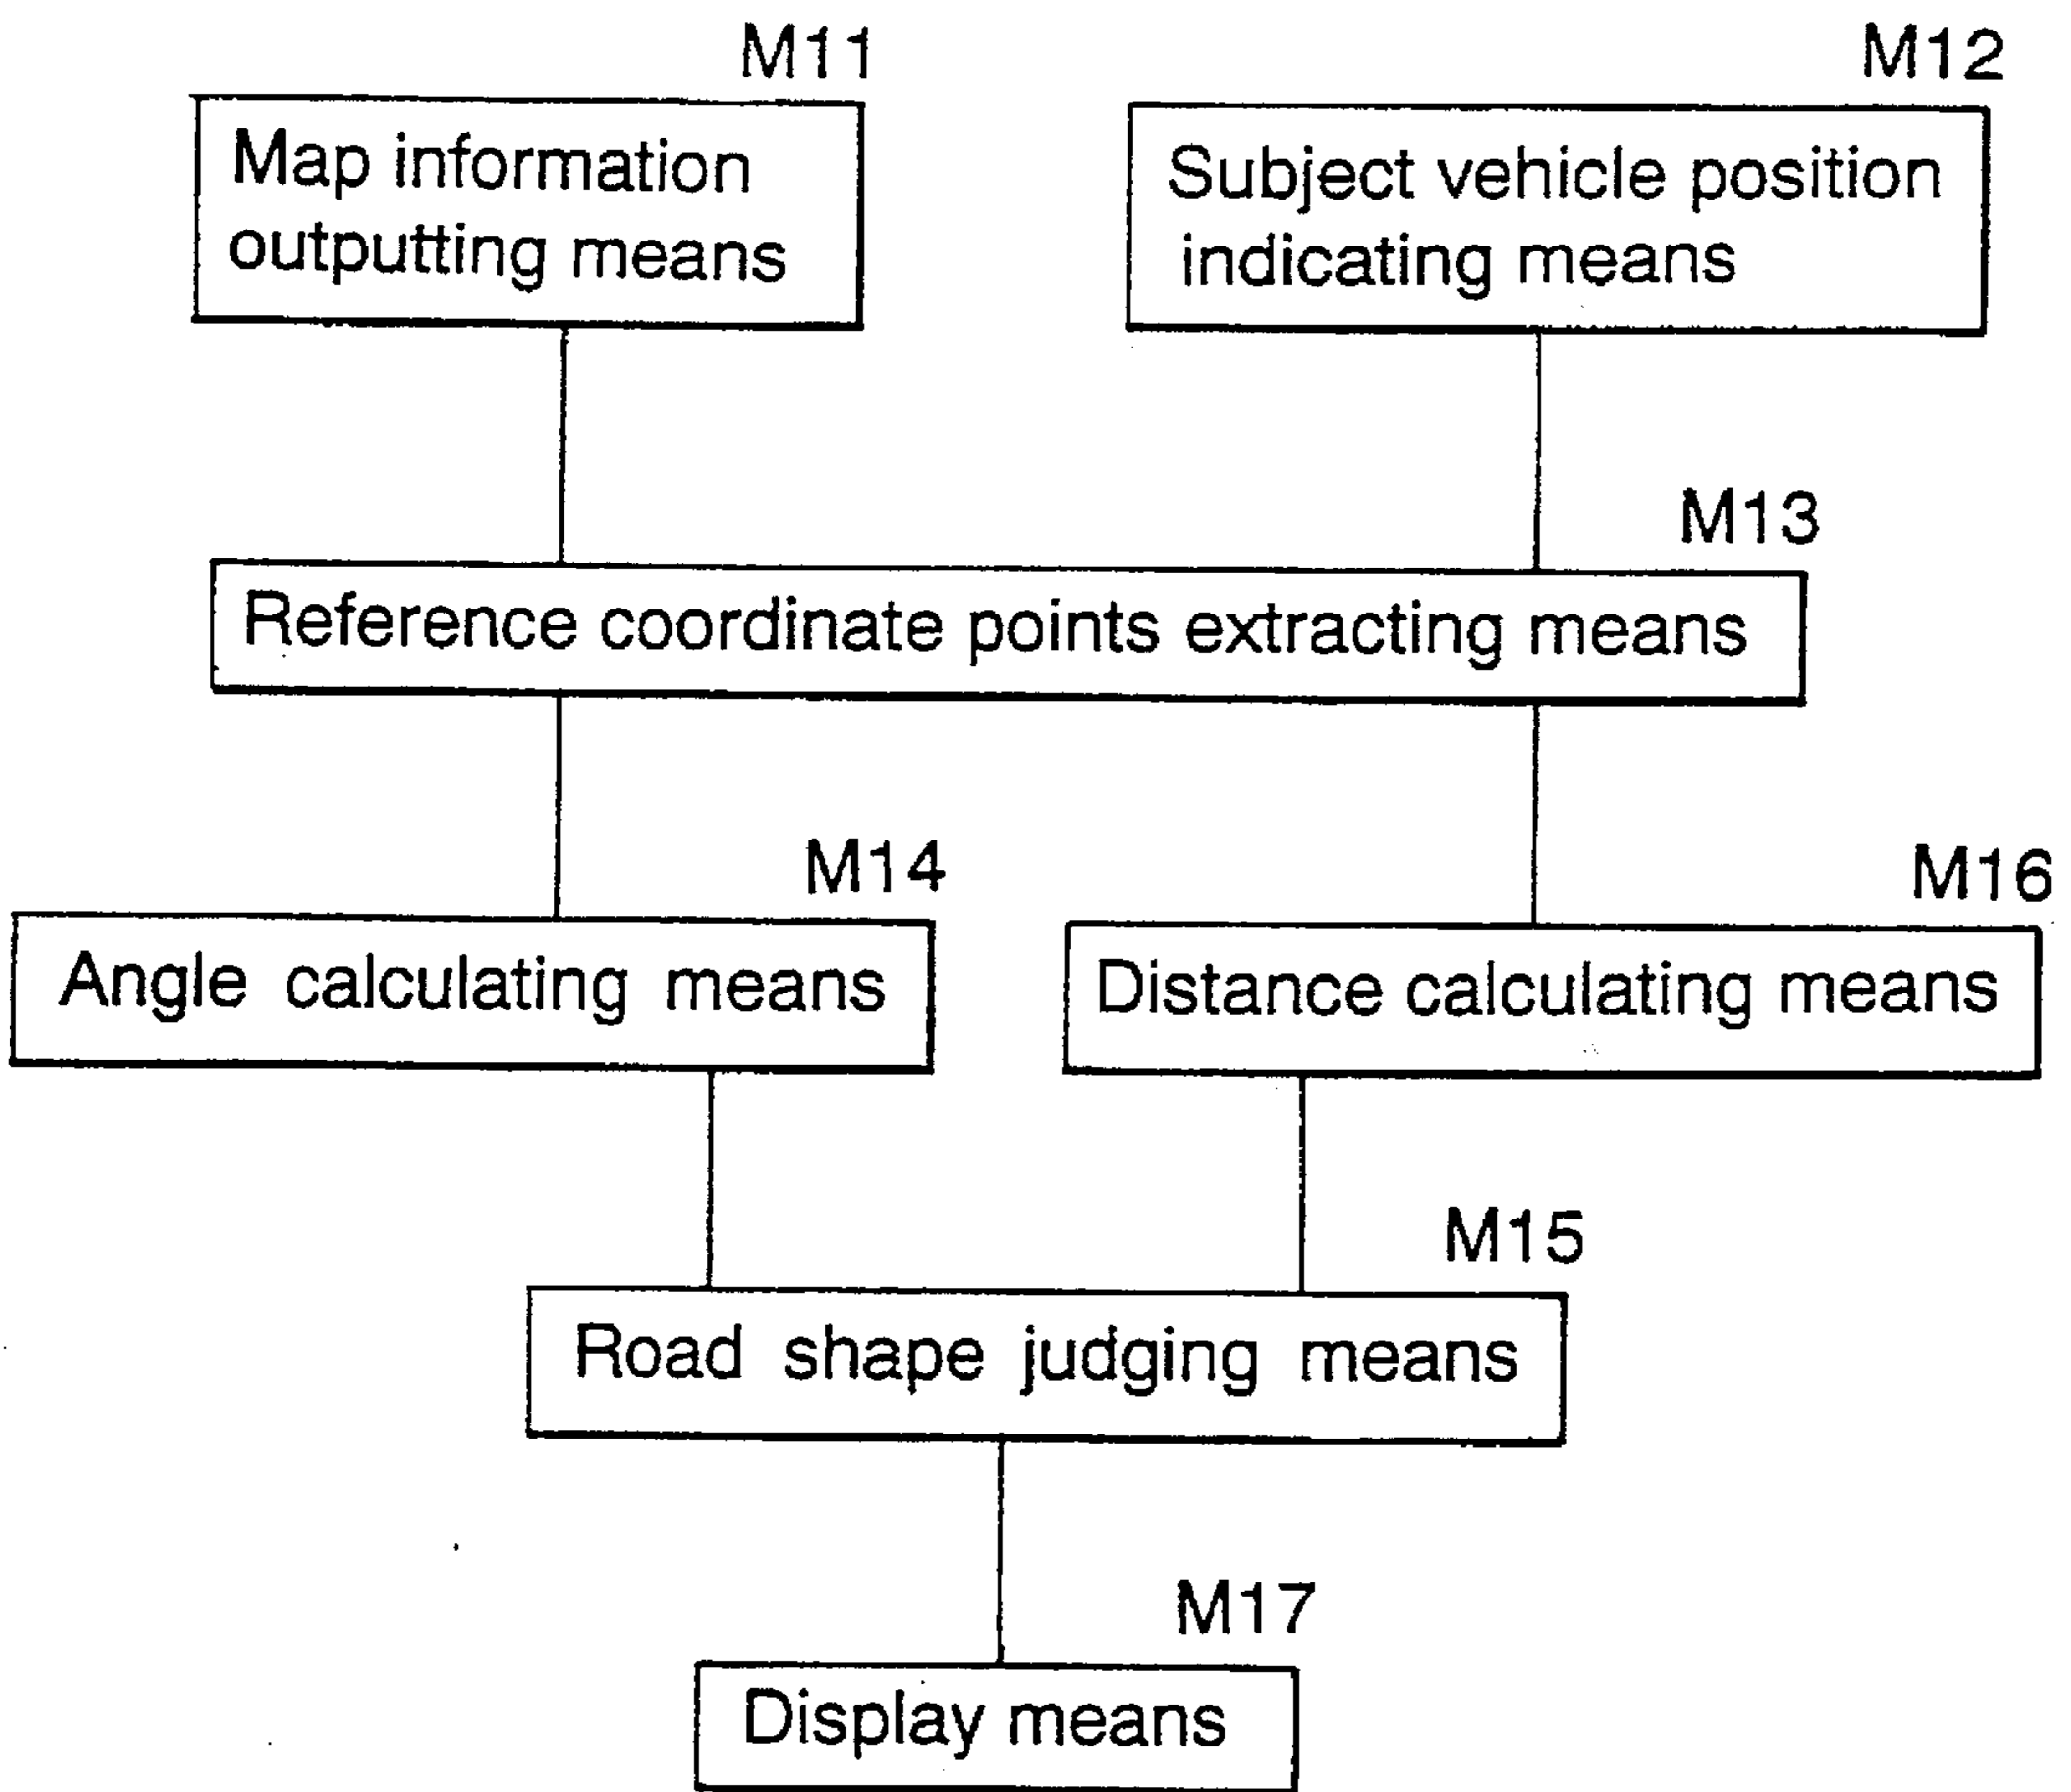 M11
M12
Map information
outputting means
Subject vehicle position
indicating means
M13
Reference coordinate points extracting means
M14
M16
Angle calculating means
Distance calculating means
M15
Road shape judging means
M17
Display means